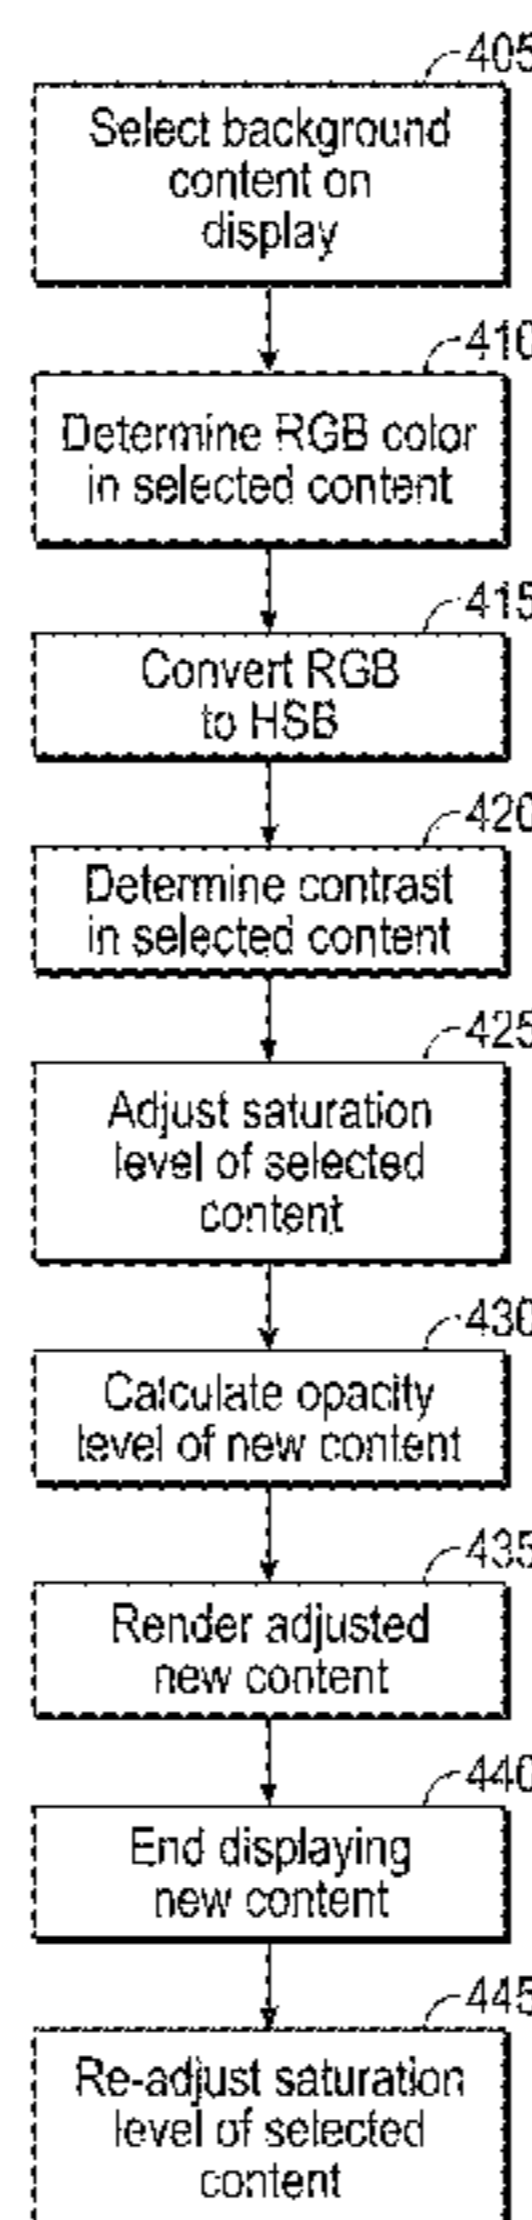 405
Select background
content on
display
410
Determine RGB color
in selected content
415
Convert RGB
to HSB
420
Determine contrast
in selected content
425
Adjust saturation
level of selected
content
430
Calculate opacity
level of new content
435
Render adjusted
new content
440
End displaying
new content
445
Re-adjust saturation
level of selected
content